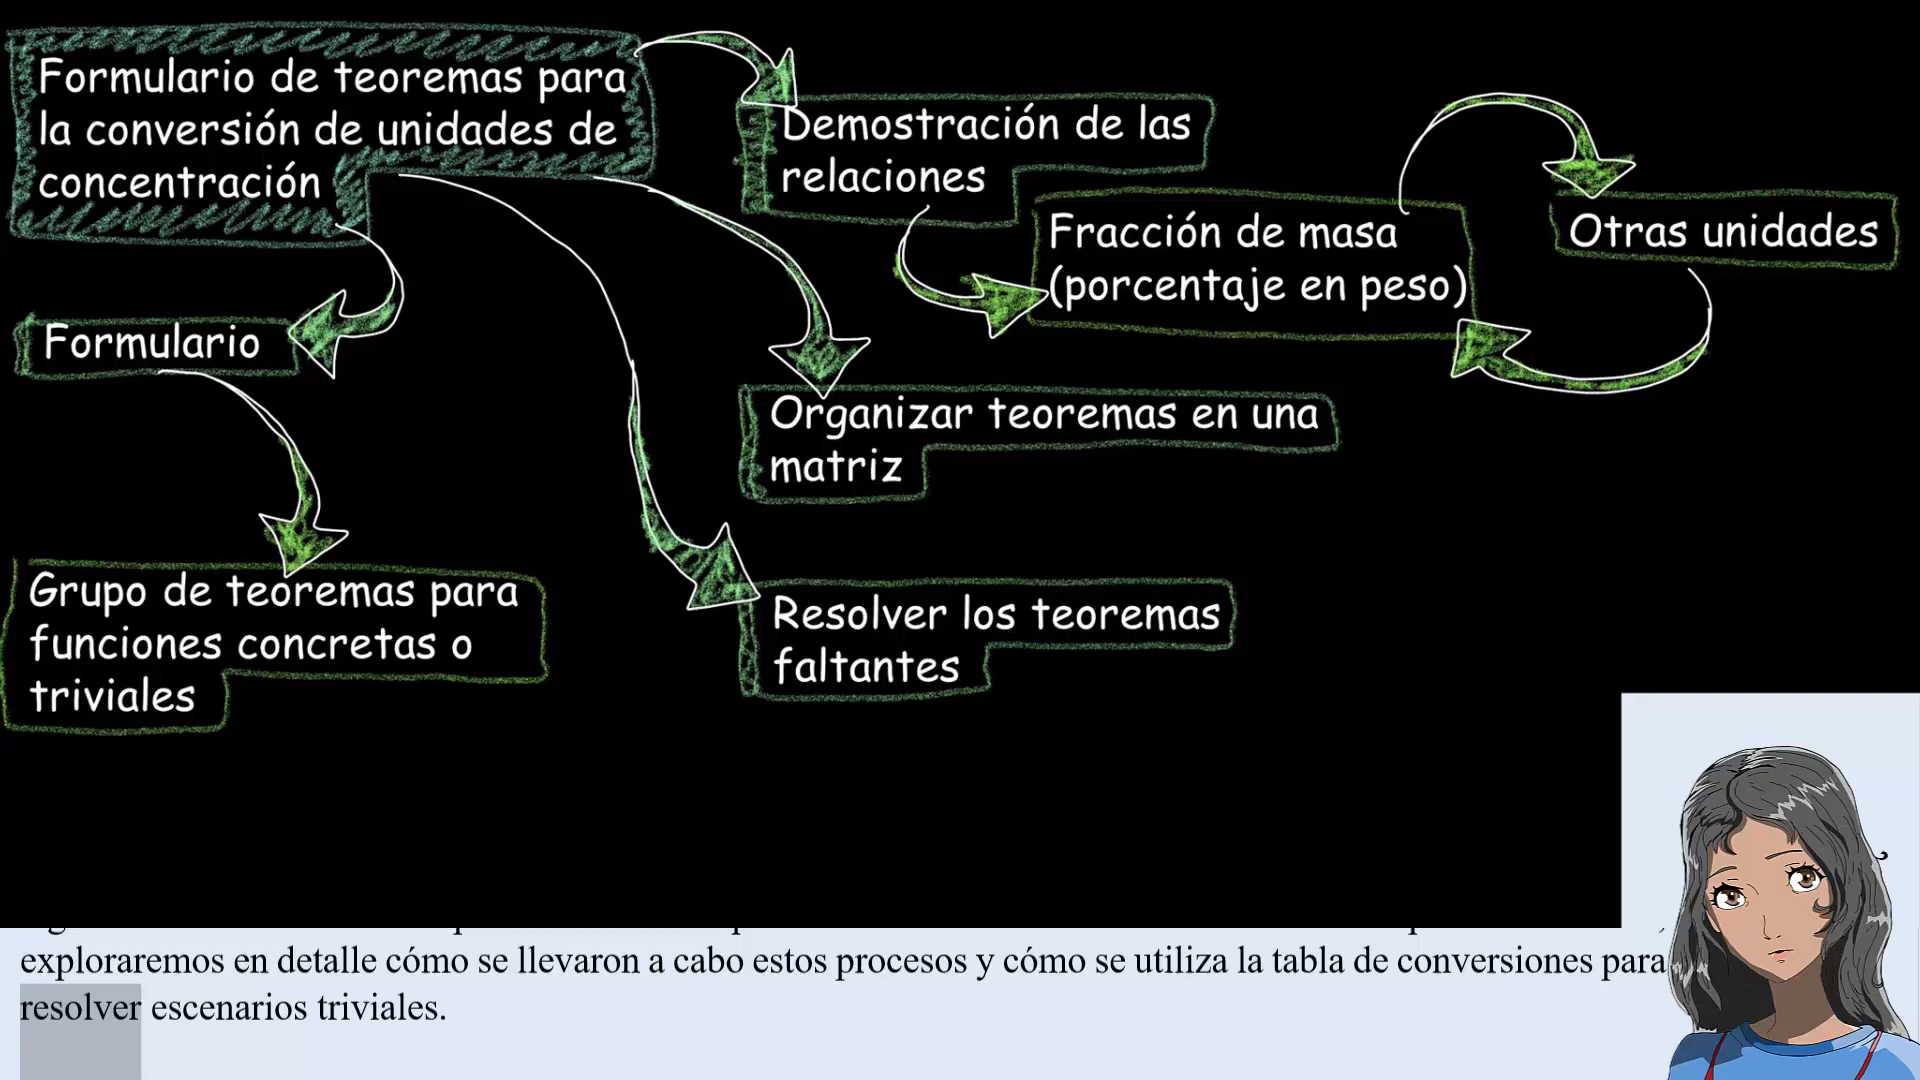 Formulario de teoremas para
la conversión de unidades de
concentración
Demostración de las
relaciones
Fracción de masa
(porcentaje en peso)
Otras unidades
Formulario
Organizar teoremas en una
matriz
Grupo de teoremas para
funciones concretas o
triviales
Resolver los teoremas
faltantes
exploraremos en detalle cómo se llevaron a cabo estos procesos y cómo se utiliza la tabla de conversiones para
resolver escenarios triviales.